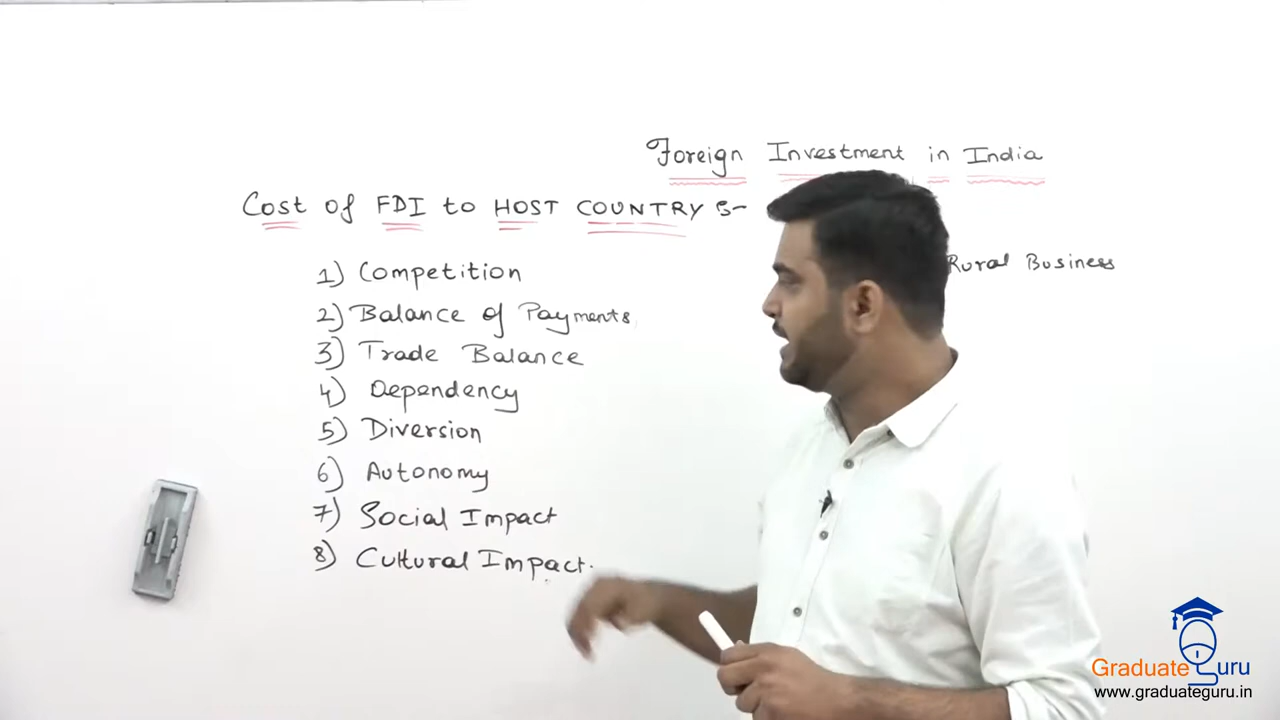 Foreign Investment in India
Cost of FDI to HOST COUNTRY :-
Rural Business
1) Competition
2) Balance of Payments
3) Trade Balance
4) Dependency
5) Diversion
6) Autonomy
7) Social Impact
8) Cultural Impact.
Graduate Guru
www.graduateguru.in